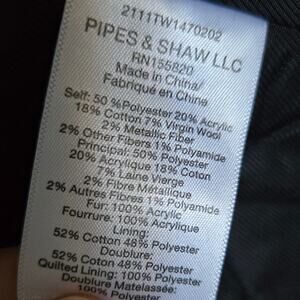 2111TW1470202
PIPES & SHAW LLC
RN155820
Made in China/
Fabriqué en Chine
Self: 50 %Polyester 20% Acrylic
18% Cotton 7% Virgin Wool
2% Metallic Fiber
2% Other Fibers 1% Polyamide
Principal: 50% Polyester
20% Acrylique 18% Coton
7% Laine Vierge
2% Fibre Métallique
2% Autres Fibres 1% Polyamide
Fur: 100% Acrylic
Fourrure: 100% Acrylique
Lining:
52% Cotton 48% Polyester
Doublure:
52% Coton 48% Polyester
Quilted Lining: 100% Polyester
Doublure Matelassée:
100% Polyester